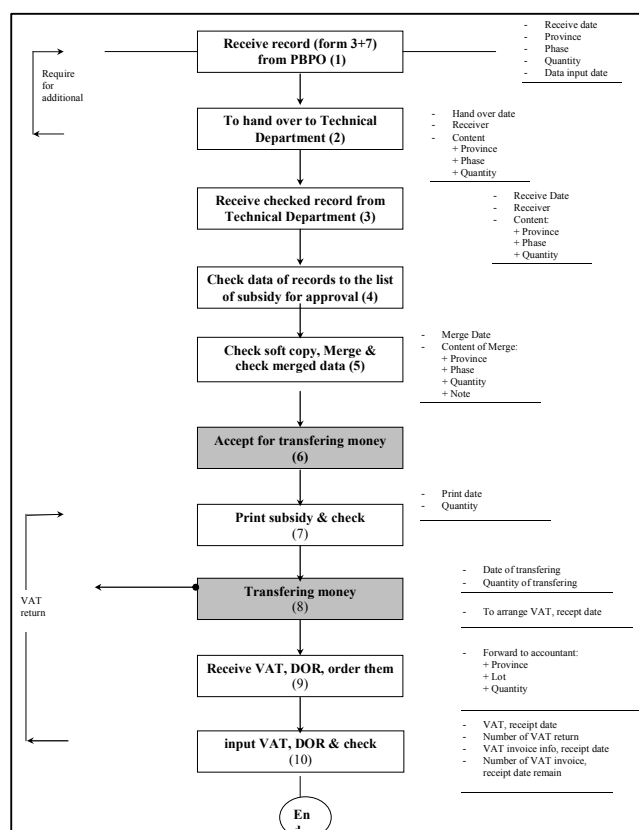 Receive record (form 3+7)
from PBPO (1)
- Receive date
- Province
- Phase
- Quantity
- Data input date
Require
for
additional
To hand over to Technical
Department (2)
- Hand over date
- Receiver
- Content
+ Province
+ Phase
+ Quantity
Receive checked record from
Technical Department (3)
- Receive Date
- Receiver
- Content:
+ Province
+ Phase
+ Quantity
Check data of records to the list
of subsidy for approval (4)
Check soft copy, Merge &
check merged data (5)
- Merge Date
- Content of Merge:
+ Province
+ Phase
+ Quantity
+ Note
Accept for transfering money
(6)
Print subsidy & check
(7)
- Print date
- Quantity
VAT
return
Transfering money
(8)
- Date of transfering
- Quantity of transfering
- To arrange VAT, recept date
Receive VAT, DOR, order them
(9)
- Forward to accountant:
+ Province
+ Lot
+ Quantity
input VAT, DOR & check
(10)
- VAT, receipt date
- Number of VAT return
- VAT invoice info, receipt date
- Number of VAT invoice,
receipt date remain
En
d